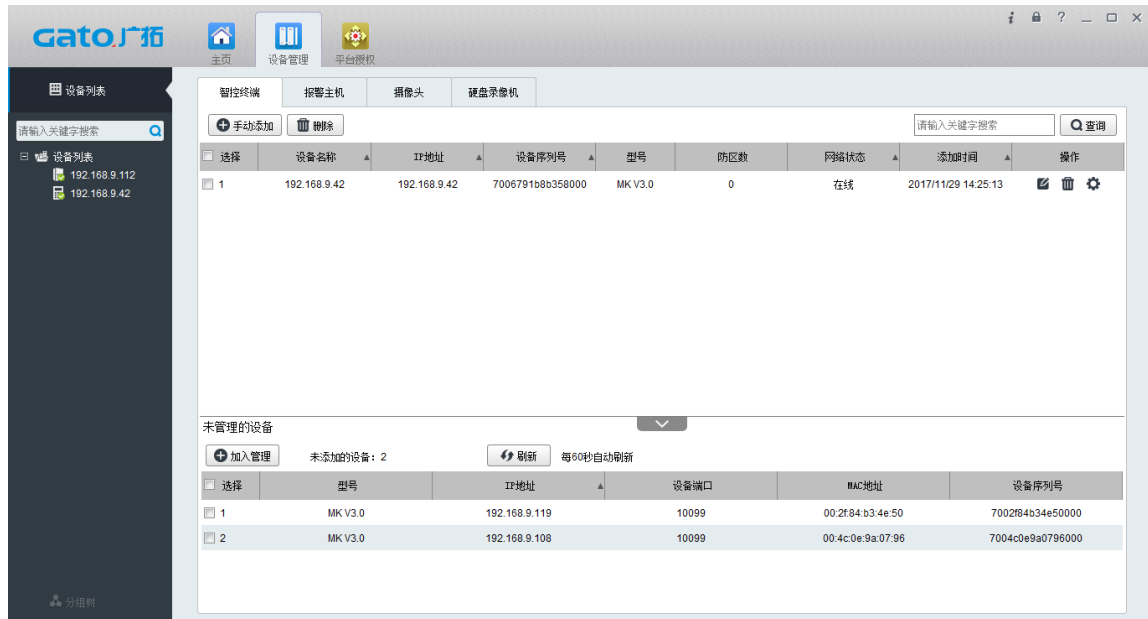 Gato.广拓
主页 设备管理 平台授权
设备列表
智控终端 报警主机 摄像头 硬盘录像机
请输入关键字搜索
手动添加 删除 请输入关键字搜索 查询
设备列表
192.168.9.112
192.168.9.42
选择 设备名称 IP地址 设备序列号 型号 防区数 网络状态 添加时间 操作
1 192.168.9.42 192.168.9.42 7006791b8b358000 MK V3.0 0 在线 2017/11/29 14:25:13
未管理的设备
加入管理 未添加的设备: 2 刷新 每60秒自动刷新
选择 型号 IP地址 设备端口 MAC地址 设备序列号
1 MK V3.0 192.168.9.119 10099 00:2f:84:b3:4e:50 7002f84b34e50000
2 MK V3.0 192.168.9.108 10099 00:4c:0e:9a:07:96 7004c0e9a0796000
分组树